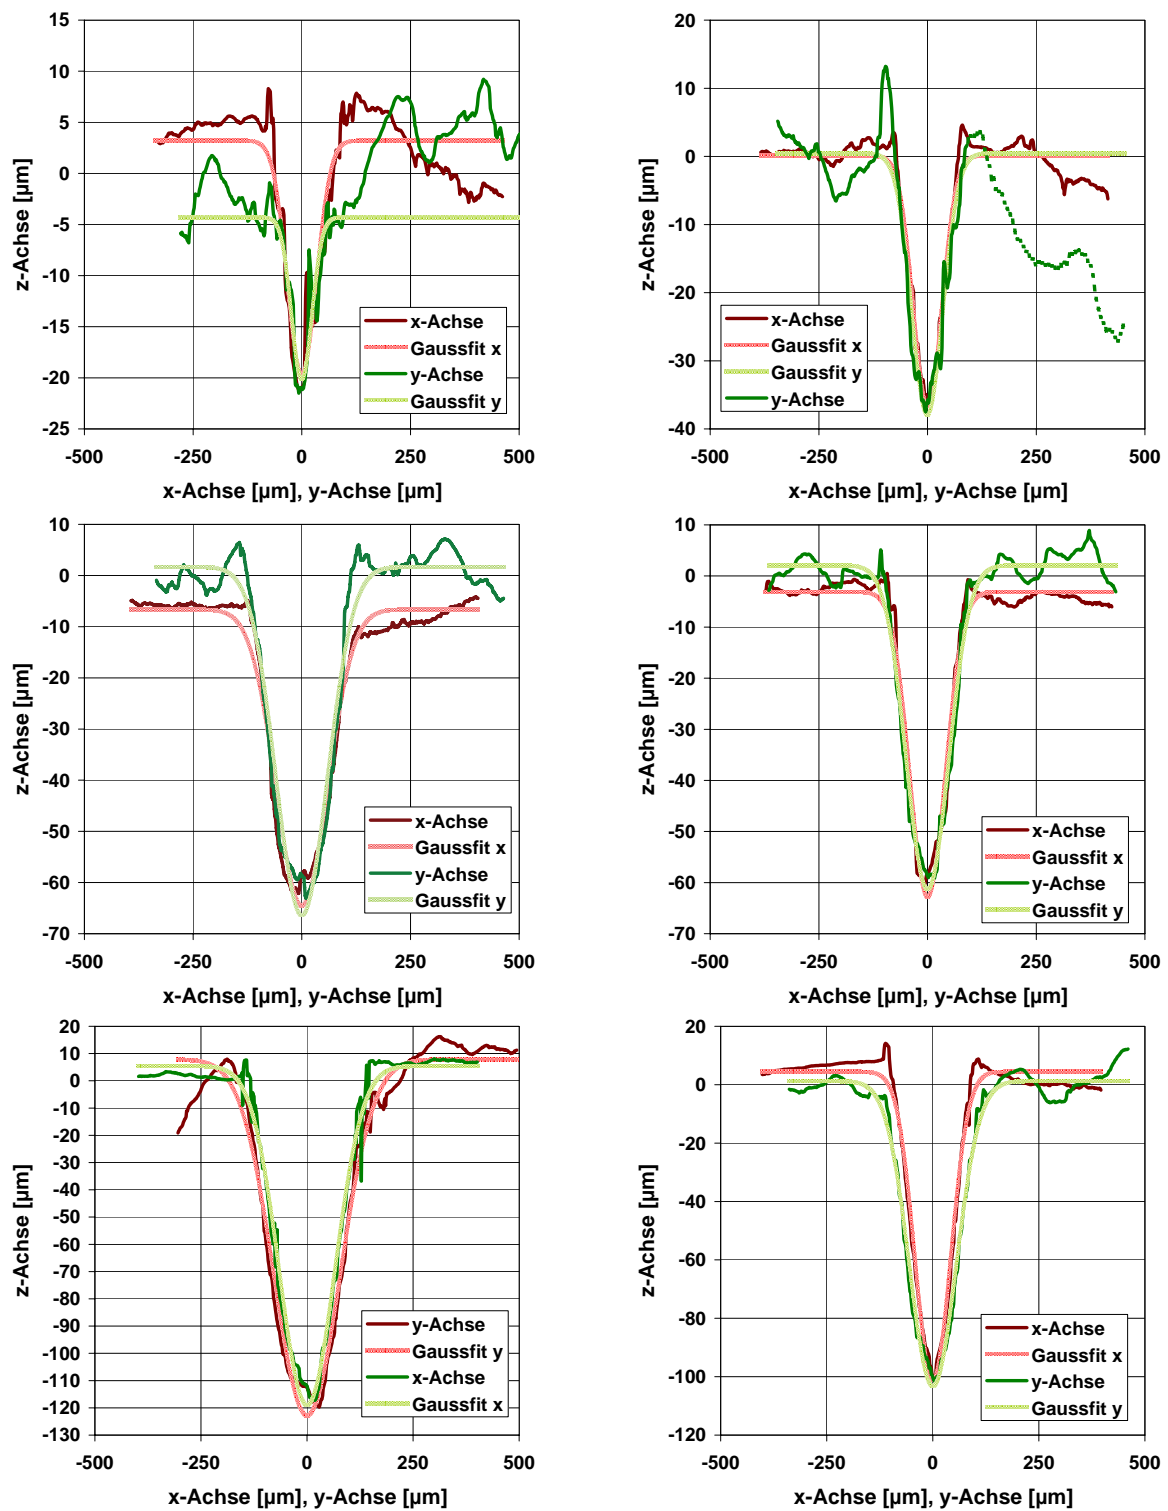 15
10
5
0
-5
-10
-15
-20
-25
z-Achse [µm]
x-Achse
Gaussfit x
y-Achse
Gaussfit y
-500 -250 0 250 500
x-Achse [µm], y-Achse [µm]
20
10
0
-10
-20
-30
-40
z-Achse [µm]
x-Achse
Gaussfit x
Gaussfit y
y-Achse
-500 -250 0 250 500
x-Achse [µm], y-Achse [µm]
10
0
-10
-20
-30
-40
-50
-60
-70
z-Achse [µm]
x-Achse
Gaussfit x
y-Achse
Gaussfit y
-500 -250 0 250 500
x-Achse [µm], y-Achse [µm]
10
0
-10
-20
-30
-40
-50
-60
-70
z-Achse [µm]
x-Achse
Gaussfit x
y-Achse
Gaussfit y
-500 -250 0 250 500
x-Achse [µm], y-Achse [µm]
20
10
0
-10
-20
-30
-40
-50
-60
-70
-80
-90
-100
-110
-120
-130
z-Achse [µm]
y-Achse
Gaussfit y
x-Achse
Gaussfit x
-500 -250 0 250 500
x-Achse [µm], y-Achse [µm]
20
0
-20
-40
-60
-80
-100
-120
z-Achse [µm]
x-Achse
Gaussfit x
y-Achse
Gaussfit y
-500 -250 0 250 500
x-Achse [µm], y-Achse [µm]